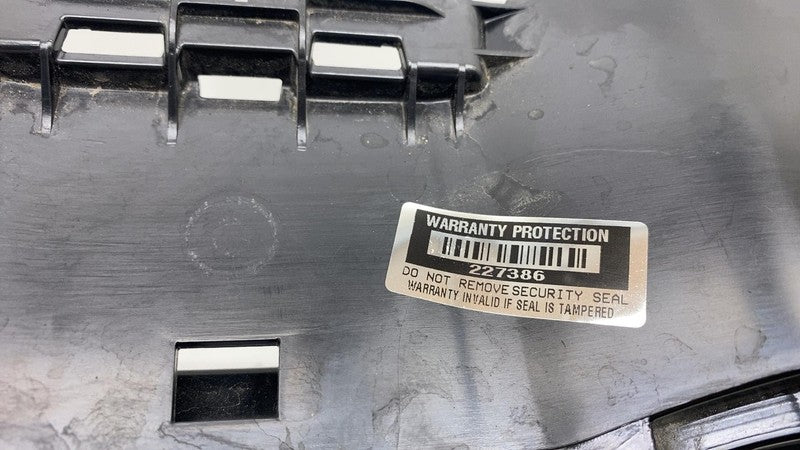 WARRANTY PROTECTION
227386
DO NOT REMOVE SECURITY SEAL
WARRANTY INVALID IF SEAL IS TAMPERED